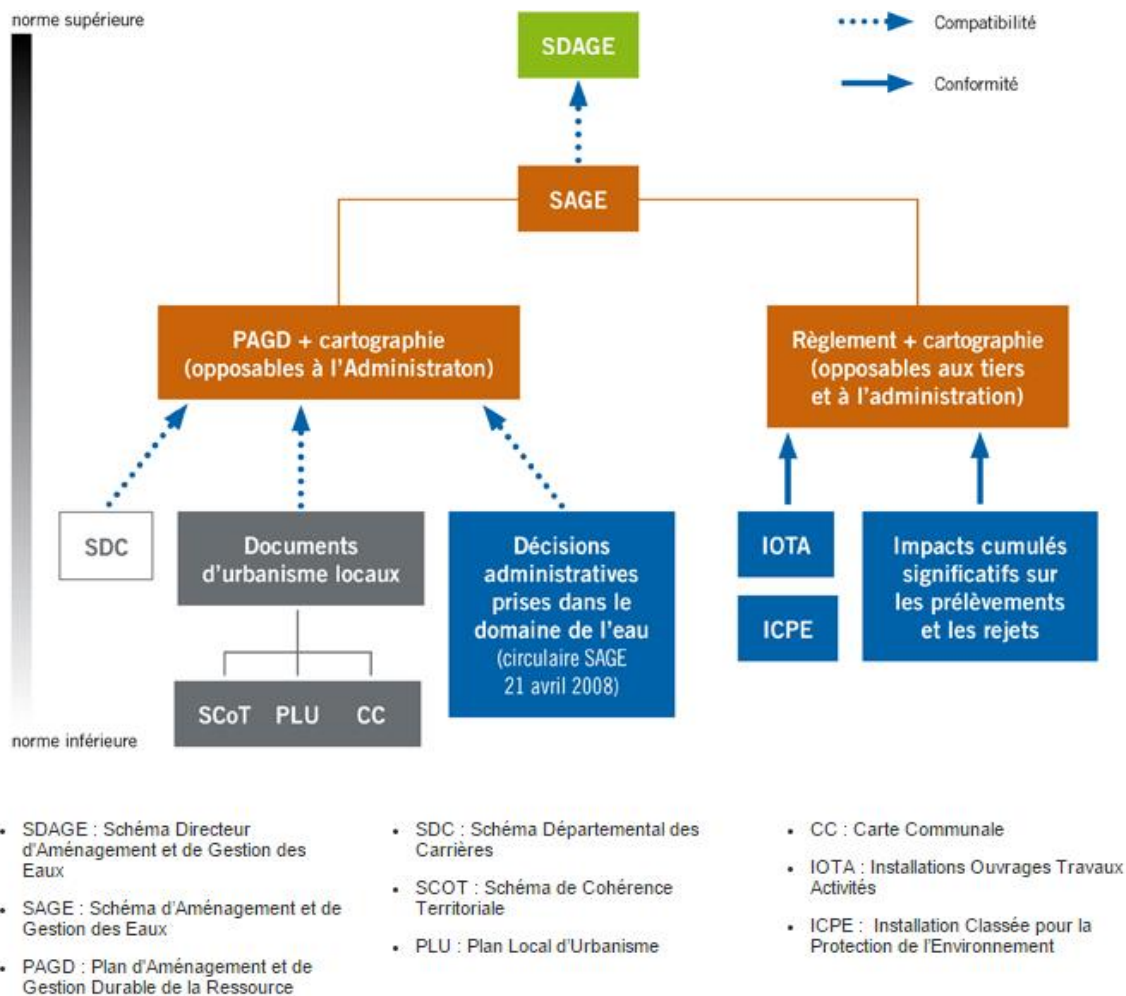 norme supérieure
SDAGE
Compatibilité
Conformité
SAGE
PAGD + cartographie
(opposables à l'Administraton)
Règlement + cartographie
(opposables aux tiers
et à l'administration)
SDC
Documents
d'urbanisme locaux
SCoT PLU CC
Décisions
administratives
prises dans le
domaine de l'eau
(circulaire SAGE
21 avril 2008)
IOTA
ICPE
Impacts cumulés
significatifs sur
les prélèvements
et les rejets
norme inférieure
• SDAGE : Schéma Directeur
d'Aménagement et de Gestion des
Eaux
• SAGE : Schéma d'Aménagement et de
Gestion des Eaux
• PAGD : Plan d'Aménagement et de
Gestion Durable de la Ressource
• SDC : Schéma Départemental des
Carrières
• SCOT : Schéma de Cohérence
Territoriale
• PLU : Plan Local d'Urbanisme
• CC : Carte Communale
• IOTA : Installations Ouvrages Travaux
Activités
• ICPE : Installation Classée pour la
Protection de l'Environnement